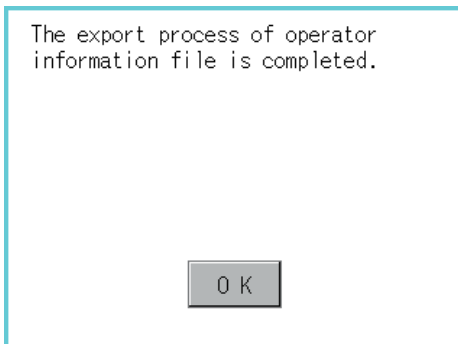 The export process of operator
information file is completed.
OK